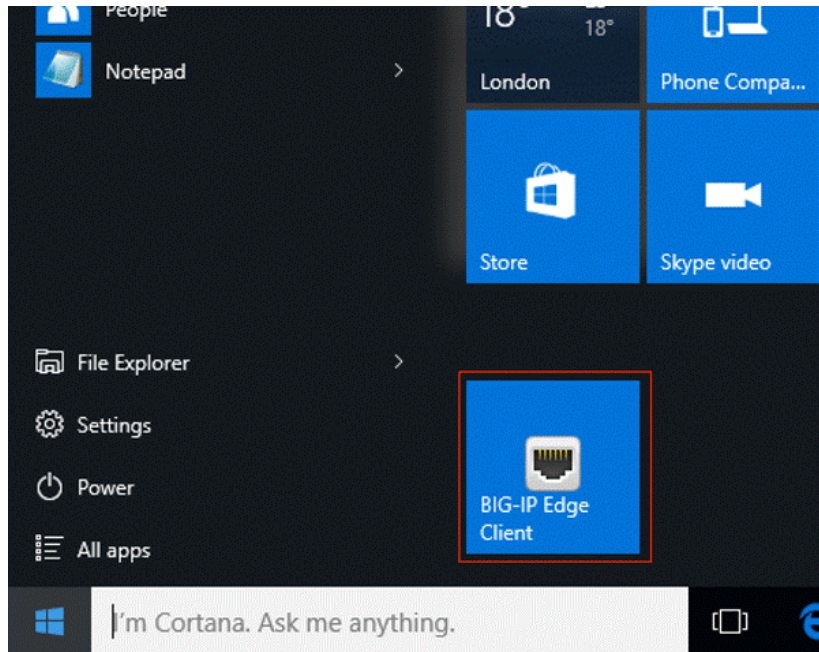 People
Notepad
File Explorer
Settings
Power
All apps
18°
18°
London
Phone Compa...
Store
Skype video
BIG-IP Edge
Client
I'm Cortana. Ask me anything.